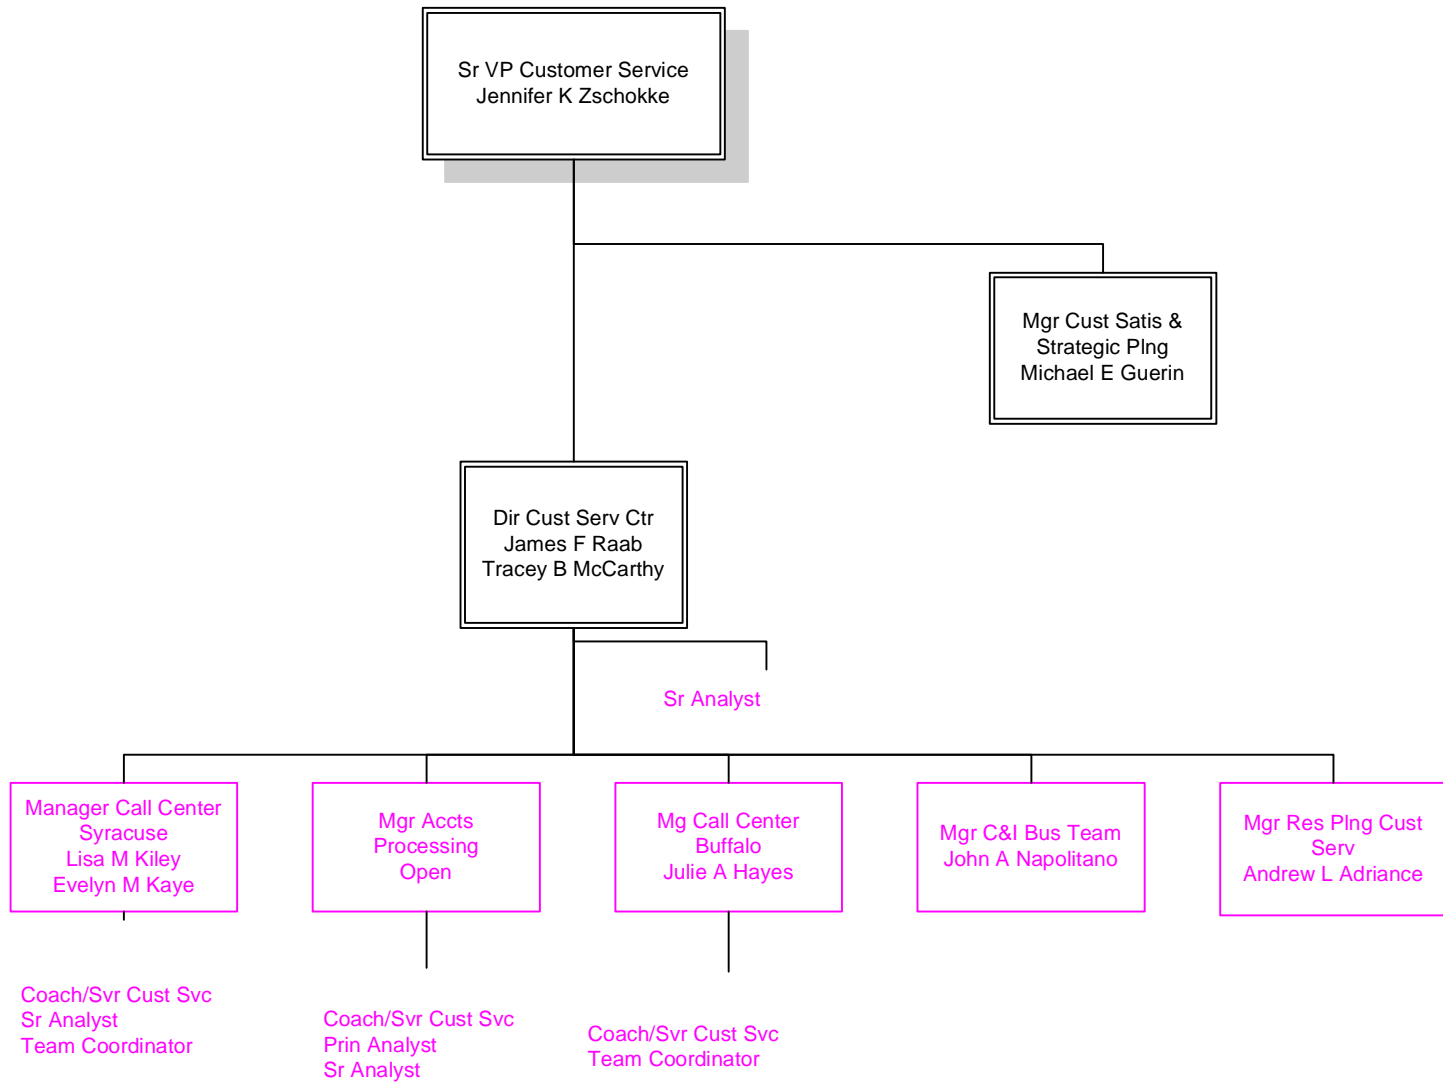 Sr VP Customer Service
Jennifer K Zschokke
Mgr Cust Satis &
Strategic Plng
Michael E Guerin
Dir Cust Serv Ctr
James F Raab
Tracey B McCarthy
Sr Analyst
Manager Call Center
Syracuse
Lisa M Kiley
Evelyn M Kaye
Mgr Accts
Processing
Open
Mg Call Center
Buffalo
Julie A Hayes
Mgr C&I Bus Team
John A Napolitano
Mgr Res Plng Cust
Serv
Andrew L Adriance
Coach/Svr Cust Svc
Sr Analyst
Team Coordinator
Coach/Svr Cust Svc
Prin Analyst
Sr Analyst
Coach/Svr Cust Svc
Team Coordinator